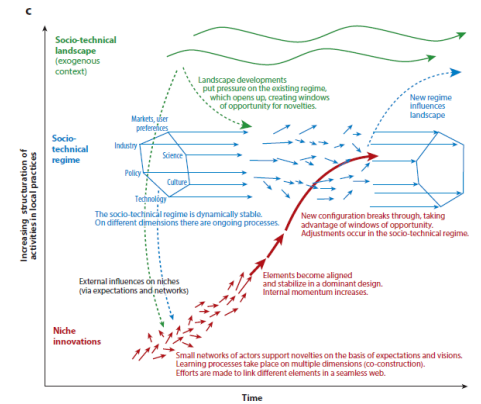 c
Socio-technical
landscape
(exogenous
context)
Landscape developments
put pressure on the existing regime,
which opens up, creating windows
of opportunity for novelties.
New regime
influences
landscape
Markets, user
preferences
Industry
Science
Policy
Culture
Technology
Socio-
technical
regime
The socio-technical regime is dynamically stable.
On different dimensions there are ongoing processes.
New configuration breaks through, taking
advantage of windows of opportunity.
Adjustments occur in the socio-technical regime.
External influences on niches
(via expectations and networks)
Elements become aligned
and stabilize in a dominant design.
Internal momentum increases.
Niche
innovations
Small networks of actors support novelties on the basis of expectations and visions.
Learning processes take place on multiple dimensions (co-construction).
Efforts are made to link different elements in a seamless web.
Increasing structuration of
activities in local practices
Time